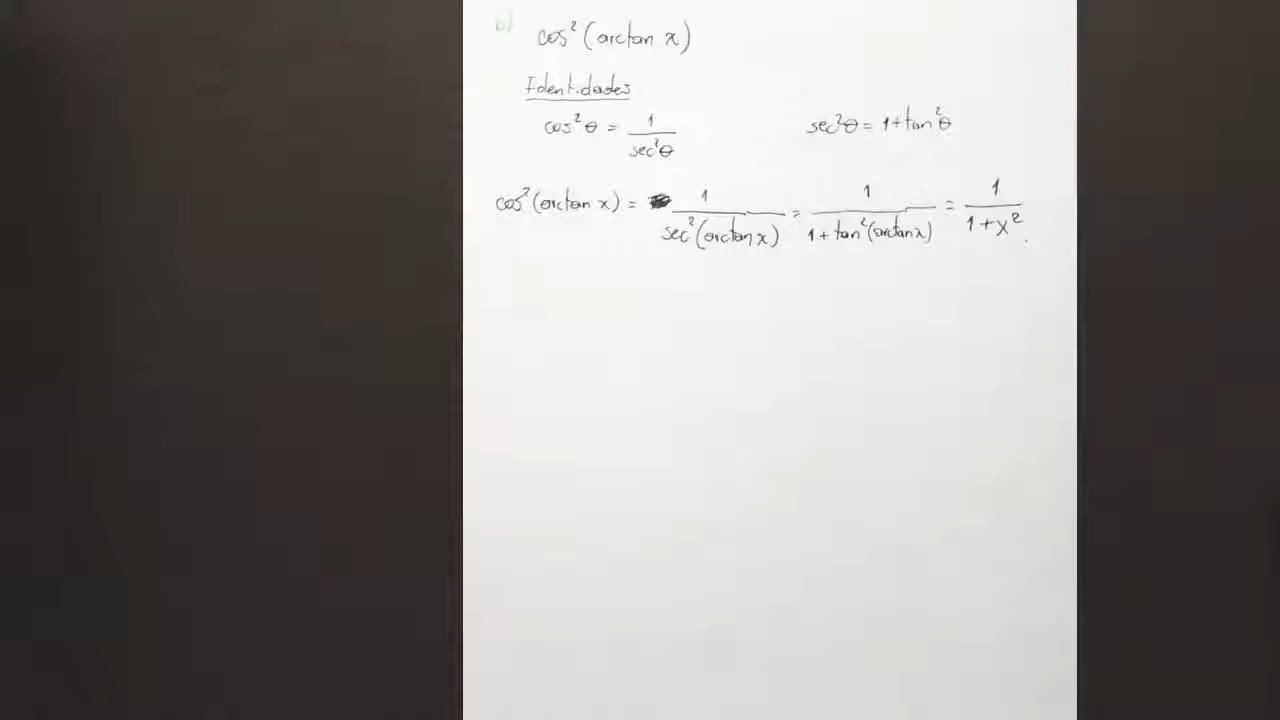 b)
cos²(arctan x)
Identidades
cos²θ = 1/sec²θ    sec²θ = 1+tan²θ
cos²(arctan x) = 1/sec²(arctan x) = 1/1+tan²(arctan x) = 1/1+x².